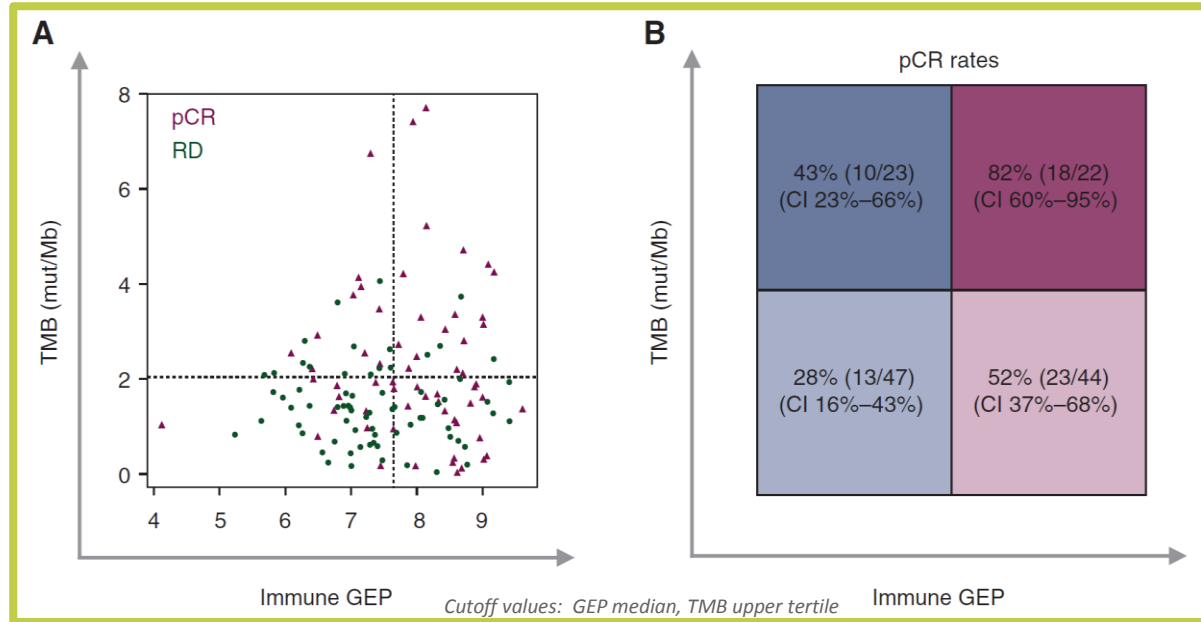 A
pCR
RD
8
6
4
2
0
4 5 6 7 8 9
TMB (mut/Mb)
Immune GEP
B
pCR rates
43% (10/23)
(CI 23%–66%)
82% (18/22)
(CI 60%–95%)
28% (13/47)
(CI 16%–43%)
52% (23/44)
(CI 37%–68%)
TMB (mut/Mb)
Immune GEP
Cutoff values: GEP median, TMB upper tertile